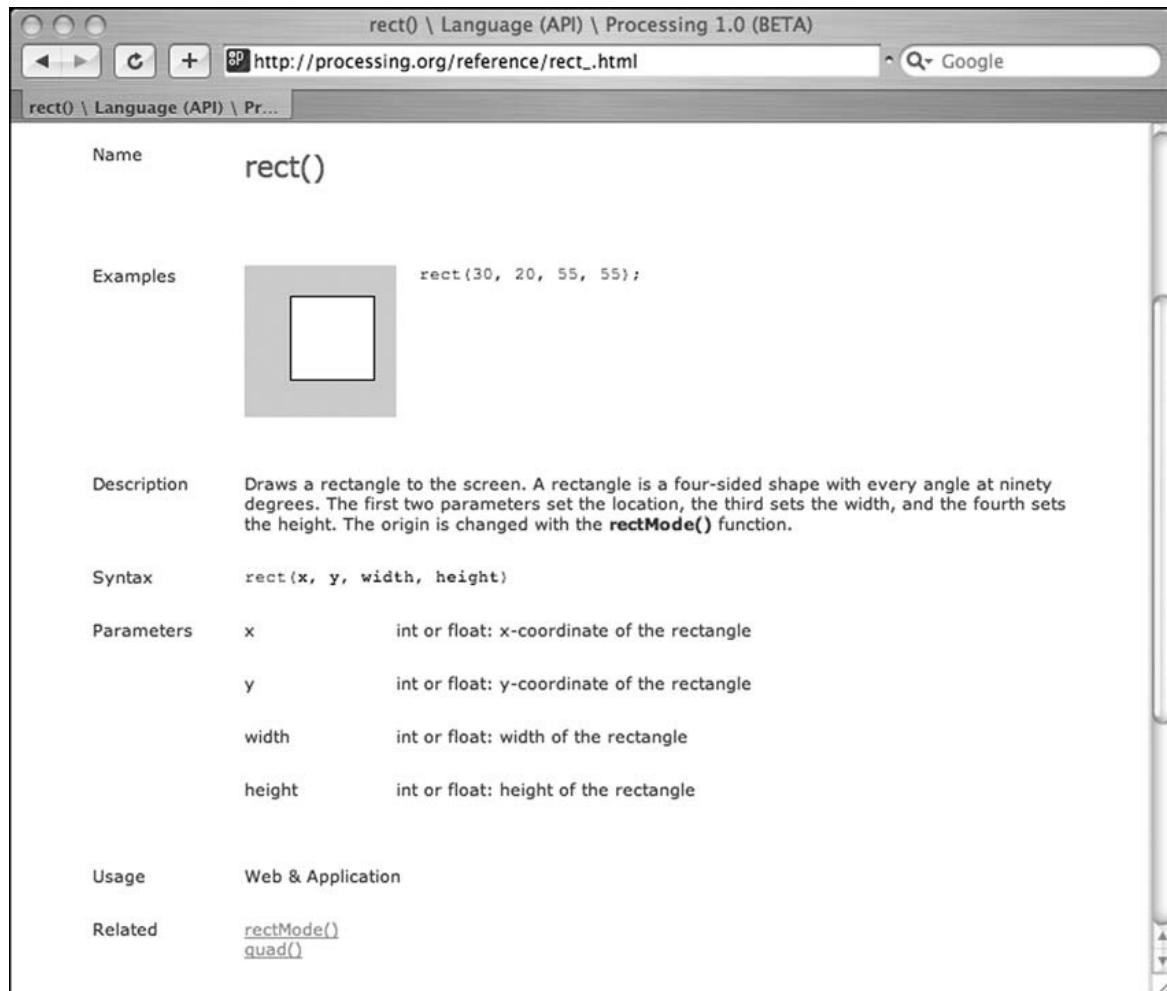 rect() \ Language (API) \ Processing 1.0 (BETA)
http://processing.org/reference/rect_.html
Google
rect() \ Language (API) \ Pr...
Name
rect()
Examples
rect(30, 20, 55, 55);
Description
Draws a rectangle to the screen. A rectangle is a four-sided shape with every angle at ninety
degrees. The first two parameters set the location, the third sets the width, and the fourth sets
the height. The origin is changed with the rectMode() function.
Syntax
rect(x, y, width, height)
Parameters
x int or float: x-coordinate of the rectangle
y int or float: y-coordinate of the rectangle
width int or float: width of the rectangle
height int or float: height of the rectangle
Usage
Web & Application
Related
rectMode()
quad()